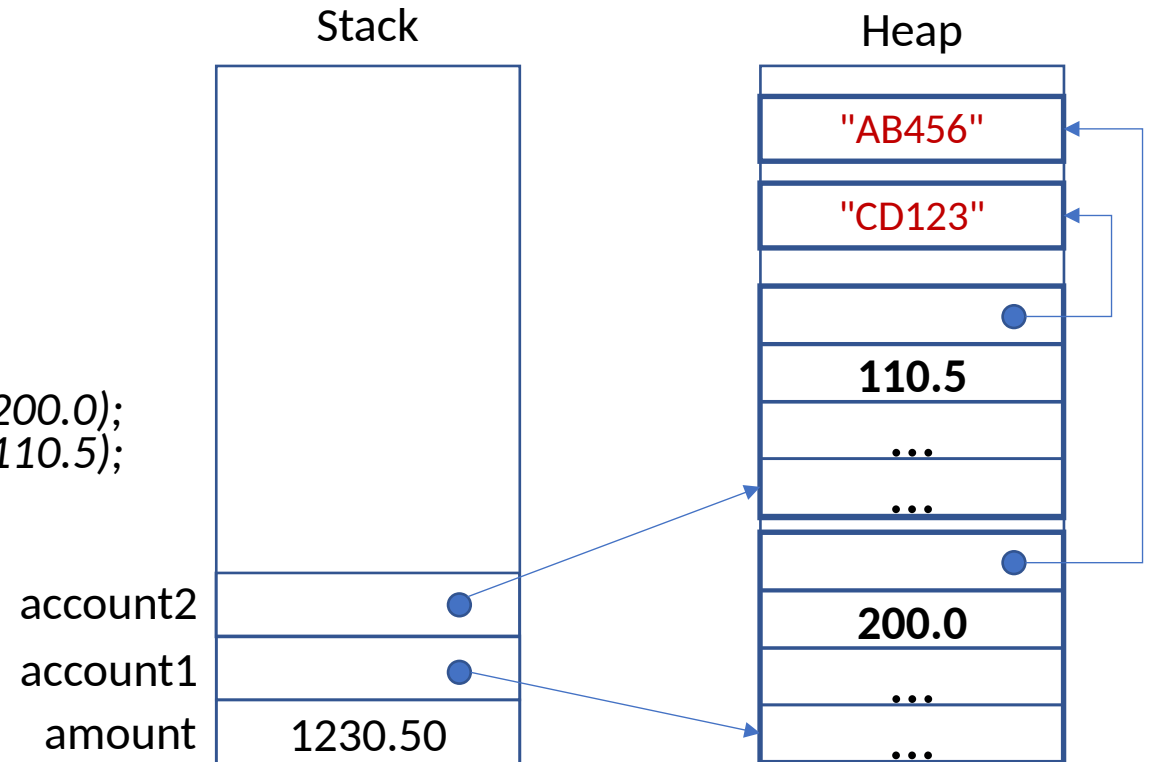 Stack
Heap
"AB456"
"CD123"
110.5
200.0);
110.5);
...
...
account2
200.0
account1
...
amount 1230.50
...